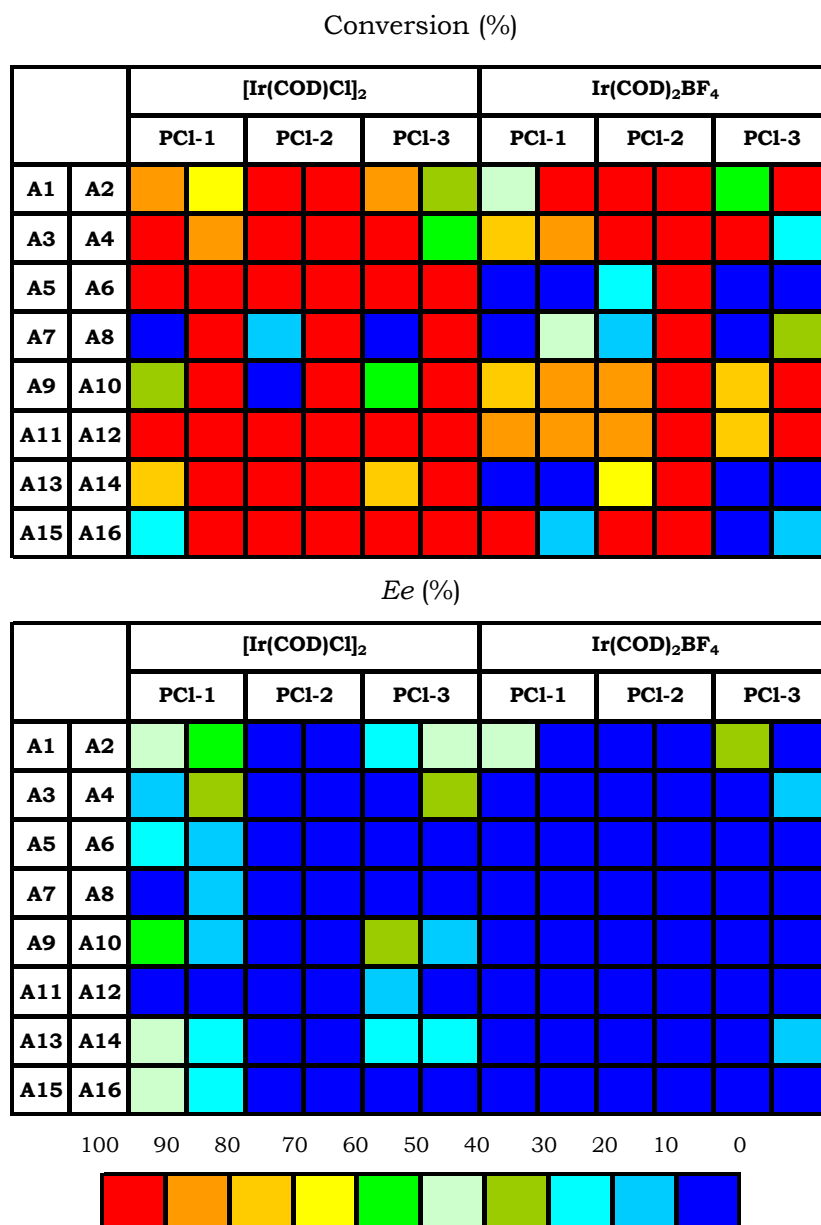 Conversion (%)
[Ir(COD)Cl]₂ Ir(COD)₂BF₄
PCl-1 PCl-2 PCl-3 PCl-1 PCl-2 PCl-3
A1 A2
A3 A4
A5 A6
A7 A8
A9 A10
A11 A12
A13 A14
A15 A16
Ee (%)
[Ir(COD)Cl]₂ Ir(COD)₂BF₄
PCl-1 PCl-2 PCl-3 PCl-1 PCl-2 PCl-3
A1 A2
A3 A4
A5 A6
A7 A8
A9 A10
A11 A12
A13 A14
A15 A16
100 90 80 70 60 50 40 30 20 10 0